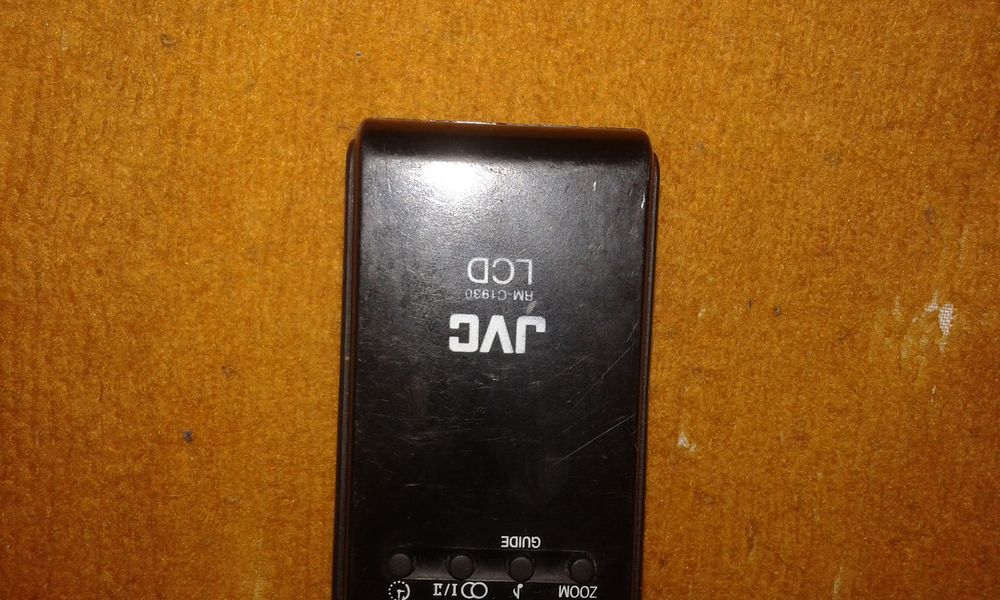 ZOOM ♪ I/II
GUIDE
JVC
RM-C1930
LCD